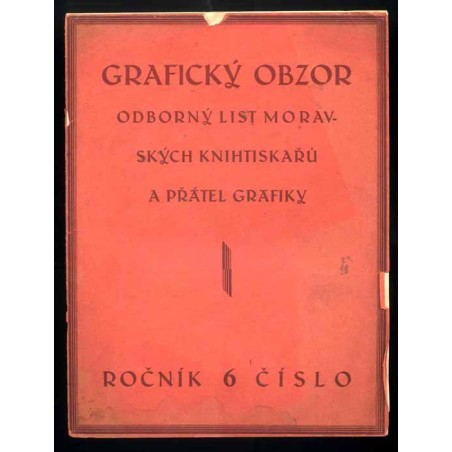 GRAFICKÝ OBZOR
ODBORNÝ LIST MORAV-
SKÝCH KNIHTISKAŘŮ
A PŘÁTEL GRAFIKY
ROČNÍK 6 ČÍSLO